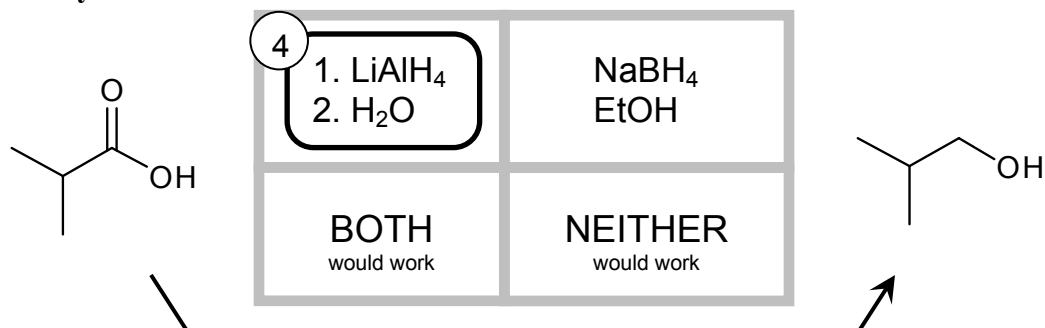 4
1. LiAlH₄
2. H₂O
NaBH₄
EtOH
O
OH
OH
BOTH
would work
NEITHER
would work